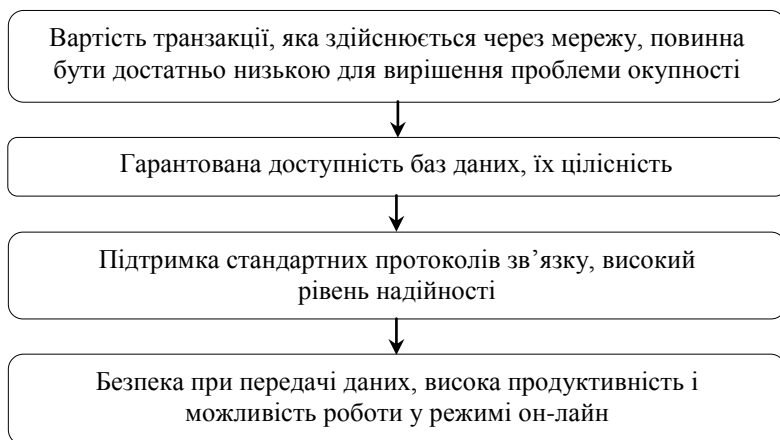 Вартість транзакції, яка здійснюється через мережу, повинна
бути достатньо низькою для вирішення проблеми окупності
Гарантована доступність баз даних, їх цілісність
Підтримка стандартних протоколів зв’язку, високий
рівень надійності
Безпека при передачі даних, висока продуктивність і
можливість роботи у режимі он-лайн